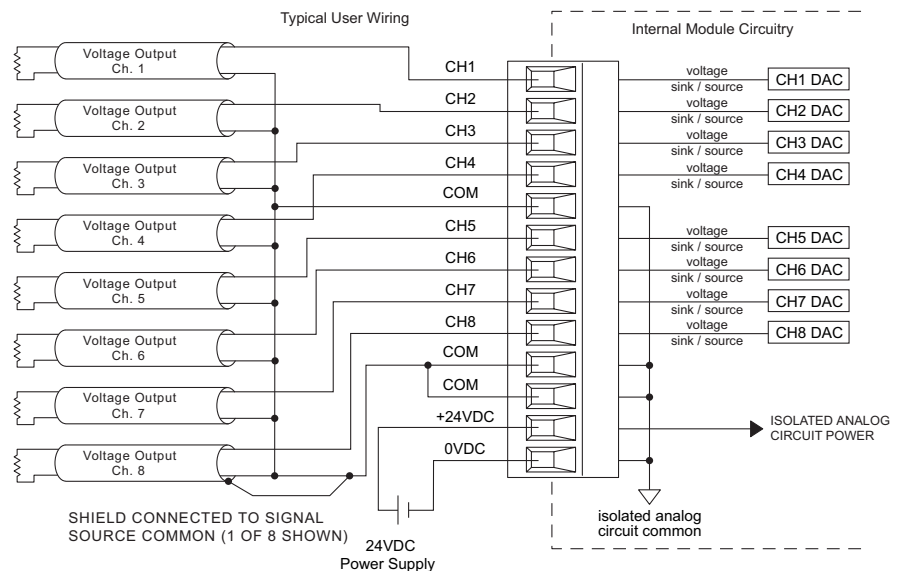 Typical User Wiring
Internal Module Circuitry
Voltage Output
Ch. 1
Voltage Output
Ch. 2
Voltage Output
Ch. 3
Voltage Output
Ch. 4
Voltage Output
Ch. 5
Voltage Output
Ch. 6
Voltage Output
Ch. 7
Voltage Output
Ch. 8
SHIELD CONNECTED TO SIGNAL
SOURCE COMMON (1 OF 8 SHOWN)
24VDC
Power Supply
CH1
CH2
CH3
CH4
COM
CH5
CH6
CH7
CH8
COM
COM
+24VDC
0VDC
voltage
sink / source
CH1 DAC
voltage
sink / source
CH2 DAC
voltage
sink / source
CH3 DAC
voltage
sink / source
CH4 DAC
voltage
sink / source
CH5 DAC
voltage
sink / source
CH6 DAC
voltage
sink / source
CH7 DAC
voltage
sink / source
CH8 DAC
ISOLATED ANALOG
CIRCUIT POWER
isolated analog
circuit common